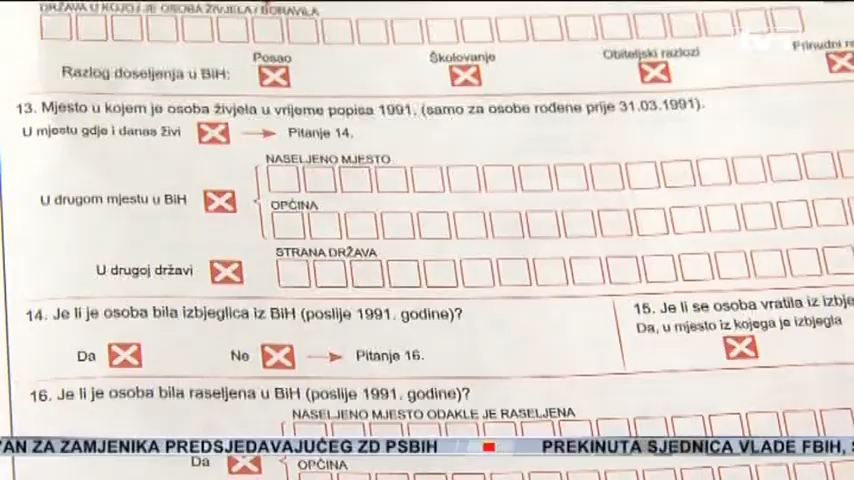 DRŽAVA U KOJOJ JE OSOBA ŽIVJELA / BORAVILA
Posao Školovanje Obiteljski razlozi Prinudni
Razlog doseljenja u BiH:
13. Mjesto u kojem je osoba živjela u vrijeme popisa 1991. (samo za osobe rođene prije 31.03.1991).
U mjestu gdje i danas živi Pitanje 14.
NASELJENO MJESTO
U drugom mjestu u BiH
OPĆINA
STRANA DRŽAVA
U drugoj državi
14. Je li je osoba bila izbjeglica iz BiH (poslije 1991. godine)?
15. Je li se osoba vratila iz izbje
Da, u mjesto iz kojega je izbjegla
Da Ne Pitanje 16.
16. Je li je osoba bila raseljena u BiH (poslije 1991. godine)?
NASELJENO MJESTO ODAKLE JE RASELJENA
VAN ZA ZAMJENIKA PREDSJEDAVAJUĆEG ZD PSBIH PREKINUTA SJEDNICA VLADE FBIH,
Da OPĆINA